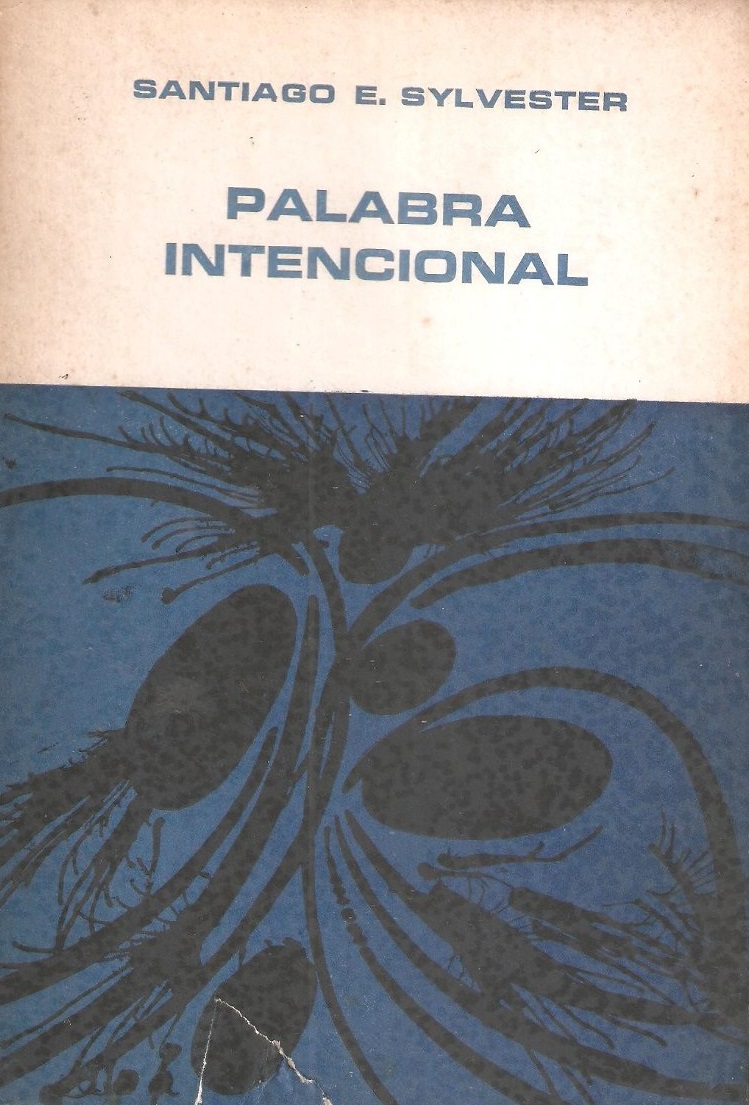 SANTIAGO E. SYLVESTER
PALABRA
INTENCIONAL